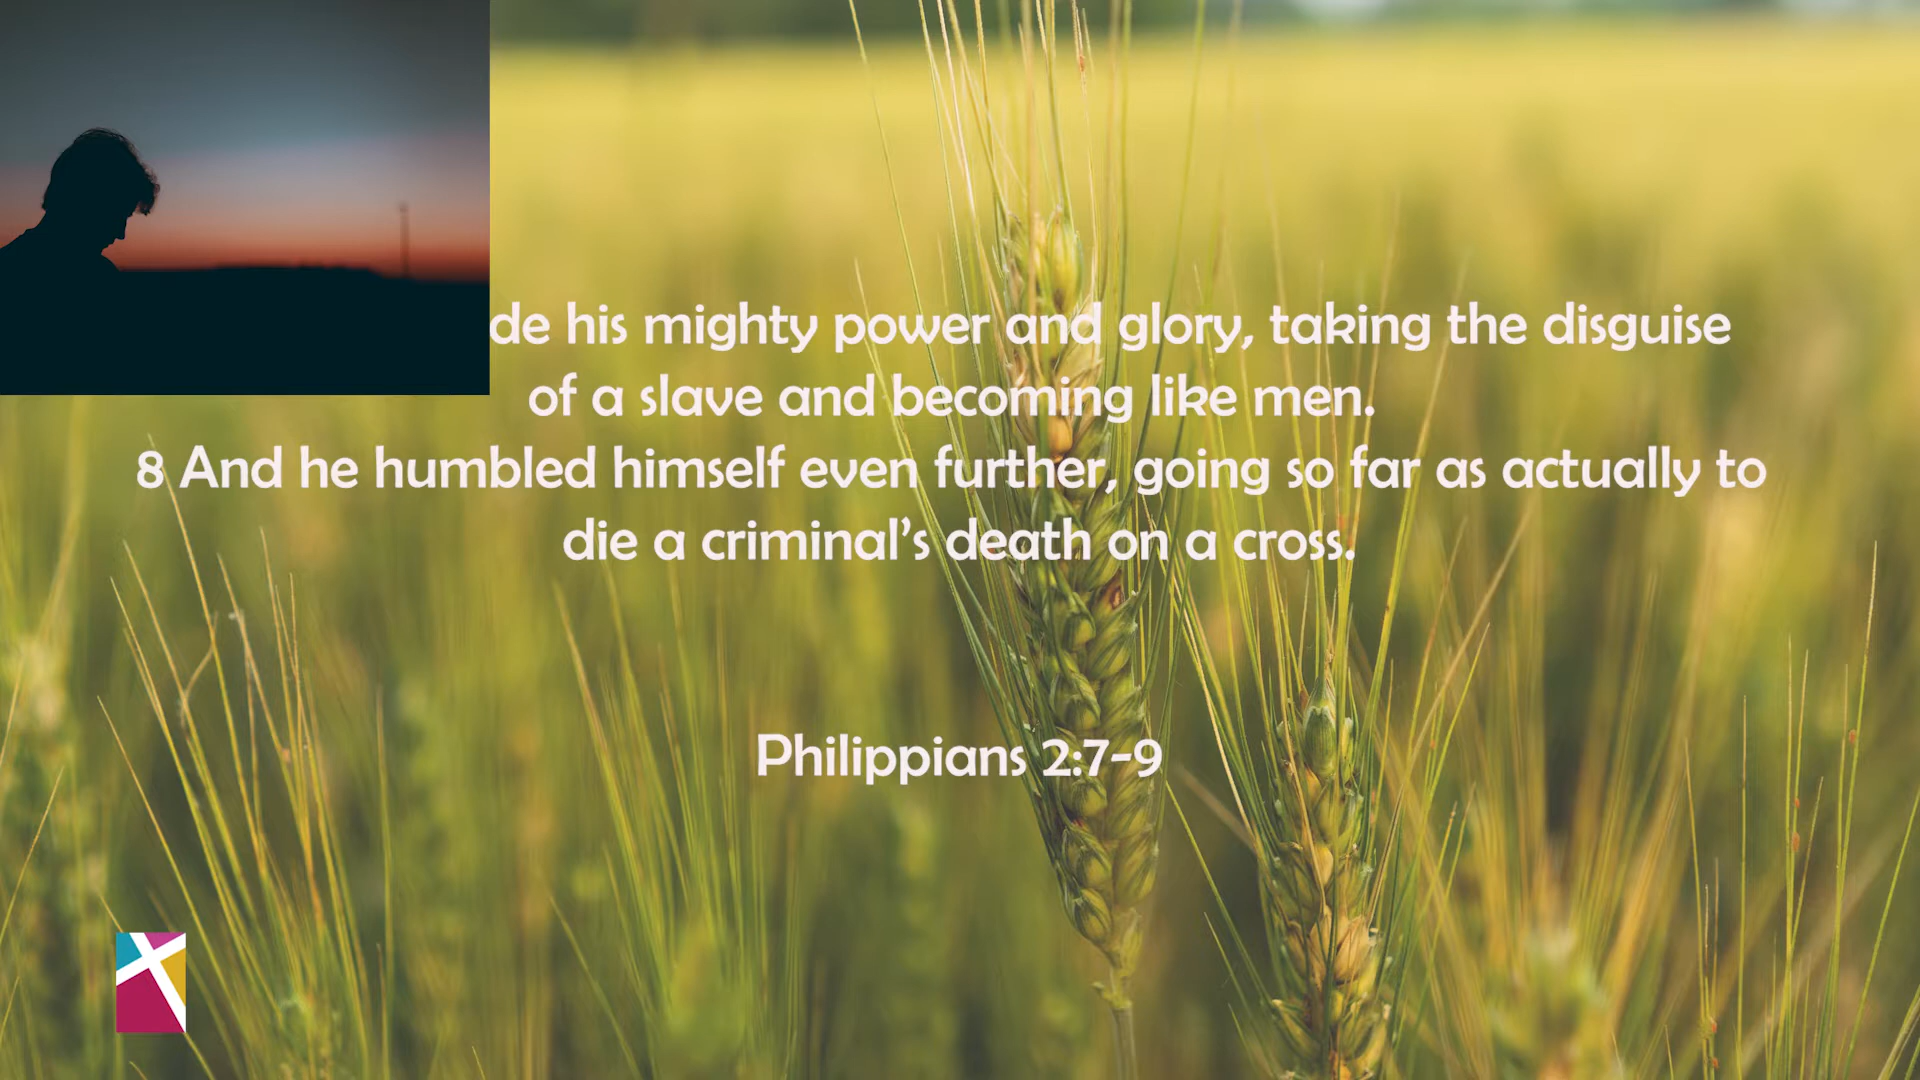 de his mighty power and glory, taking the disguise
of a slave and becoming like men.
8 And he humbled himself even further, going so far as actually to
die a criminal’s death on a cross.
Philippians 2:7-9